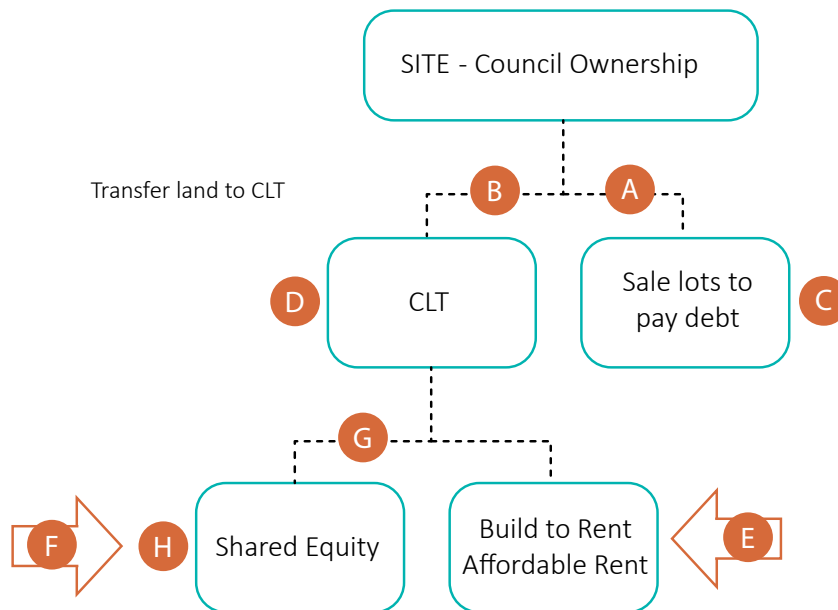 SITE - Council Ownership
B
A
Transfer land to CLT
D
CLT
Sale lots to
pay debt
C
G
F
H
Shared Equity
Build to Rent
Affordable Rent
E